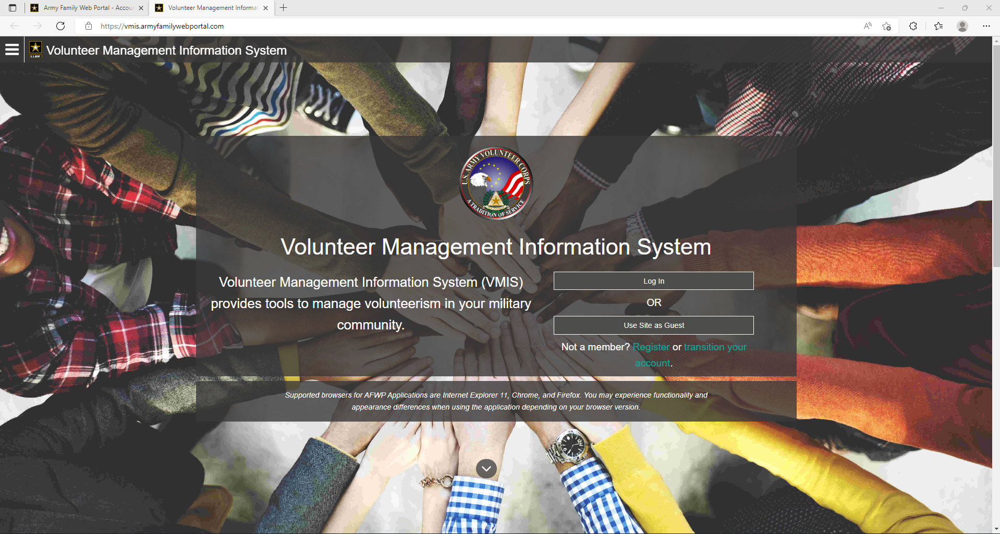 Army Family Web Portal - Accou
Volunteer Management Informat
https://vmis.armyfamilywebportal.com
U.S.ARMY
Volunteer Management Information System
U.S. ARMY VOLUNTEER CORPS
A TRADITION OF SERVICE
Volunteer Management Information System
Volunteer Management Information System (VMIS)
provides tools to manage volunteerism in your military
community.
Log In
OR
Use Site as Guest
Not a member? Register or transition your
account.
Supported browsers for AFWP Applications are Internet Explorer 11, Chrome, and Firefox. You may experience functionality and
appearance differences when using the application depending on your browser version.